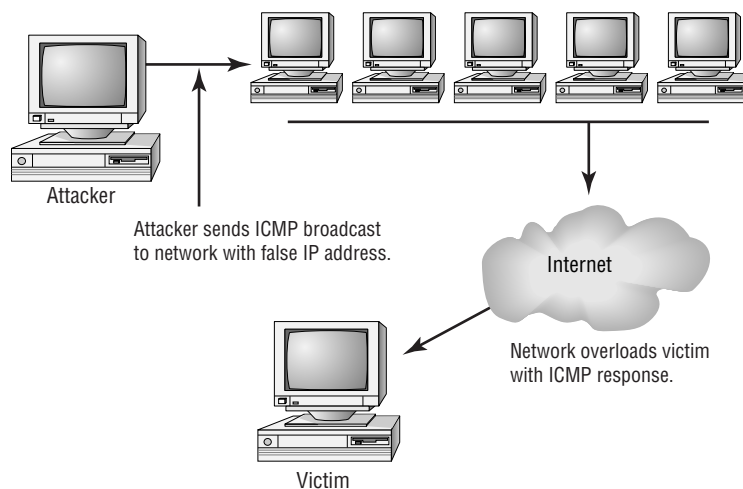 Attacker
Attacker sends ICMP broadcast
to network with false IP address.
Internet
Network overloads victim
with ICMP response.
Victim